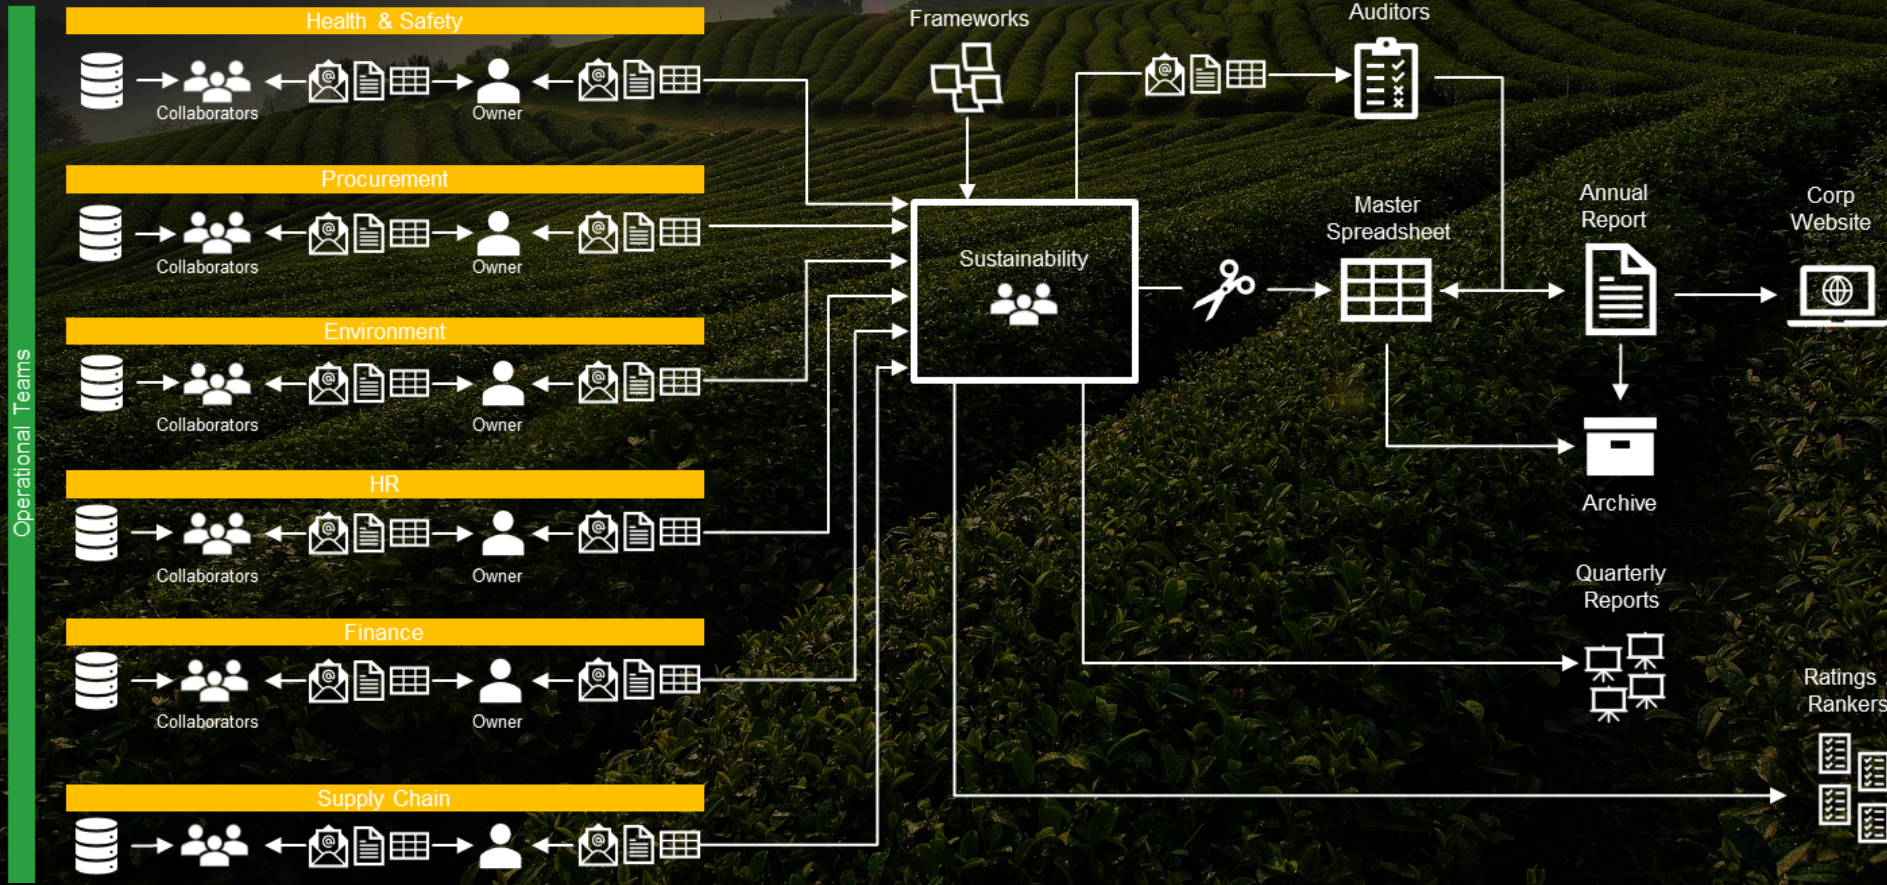 Operational Teams
Health & Safety
Collaborators
Owner
Procurement
Collaborators
Owner
Environment
Collaborators
Owner
HR
Collaborators
Owner
Finance
Collaborators
Owner
Supply Chain
Frameworks
Sustainability
Auditors
Master
Spreadsheet
Annual
Report
Corp
Website
Archive
Quarterly
Reports
Ratings
Rankers